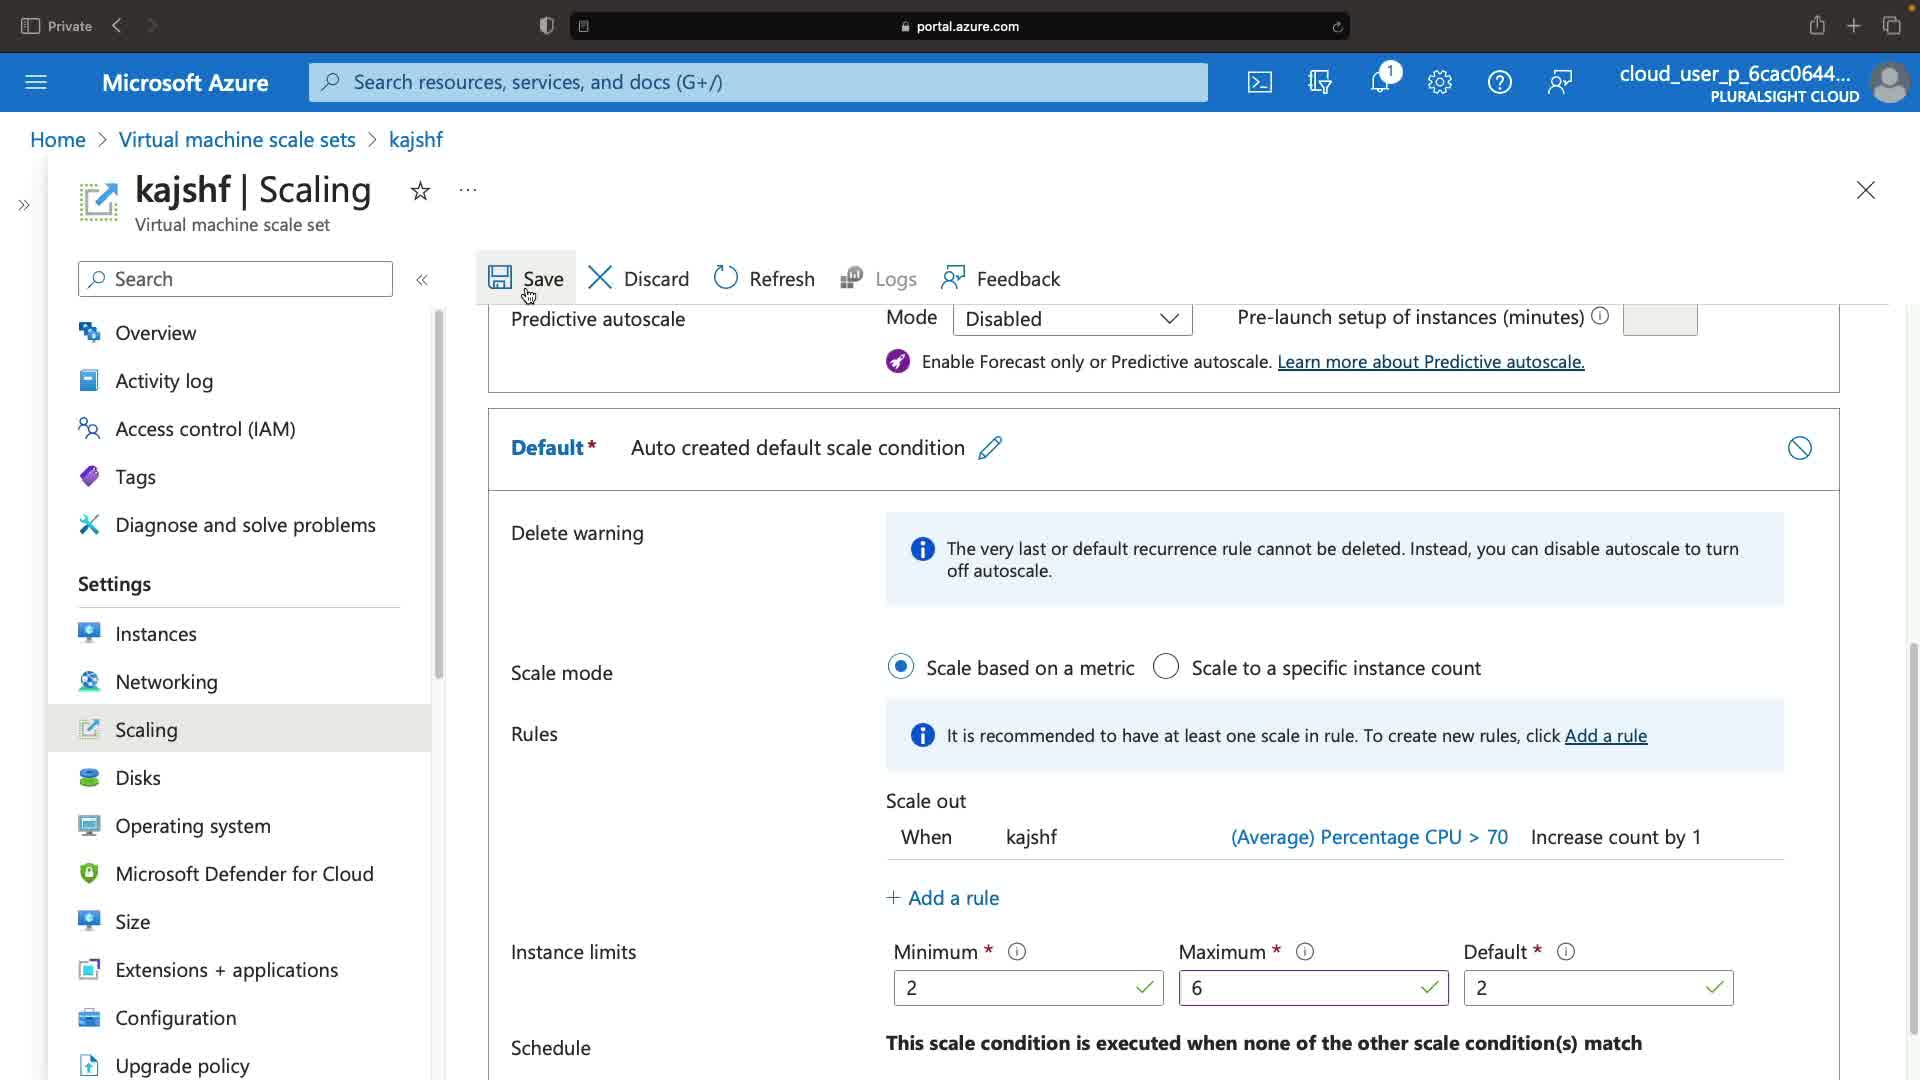 Private
portal.azure.com
Microsoft Azure
Search resources, services, and docs (G+/)
1
cloud_user_p_6cac0644...
PLURALSIGHT CLOUD
Home > Virtual machine scale sets > kajshf
kajshf | Scaling
Virtual machine scale set
Search
Save
Discard
Refresh
Logs
Feedback
Overview
Activity log
Access control (IAM)
Tags
Diagnose and solve problems
Settings
Instances
Networking
Scaling
Disks
Operating system
Microsoft Defender for Cloud
Size
Extensions + applications
Configuration
Upgrade policy
Predictive autoscale
Mode Disabled
Pre-launch setup of instances (minutes)
Enable Forecast only or Predictive autoscale. Learn more about Predictive autoscale.
Default* Auto created default scale condition
Delete warning
The very last or default recurrence rule cannot be deleted. Instead, you can disable autoscale to turn
off autoscale.
Scale mode
Scale based on a metric
Scale to a specific instance count
Rules
It is recommended to have at least one scale in rule. To create new rules, click Add a rule
Scale out
When kajshf (Average) Percentage CPU > 70 Increase count by 1
+ Add a rule
Instance limits
Minimum * Maximum * Default *
2 6 2
Schedule
This scale condition is executed when none of the other scale condition(s) match